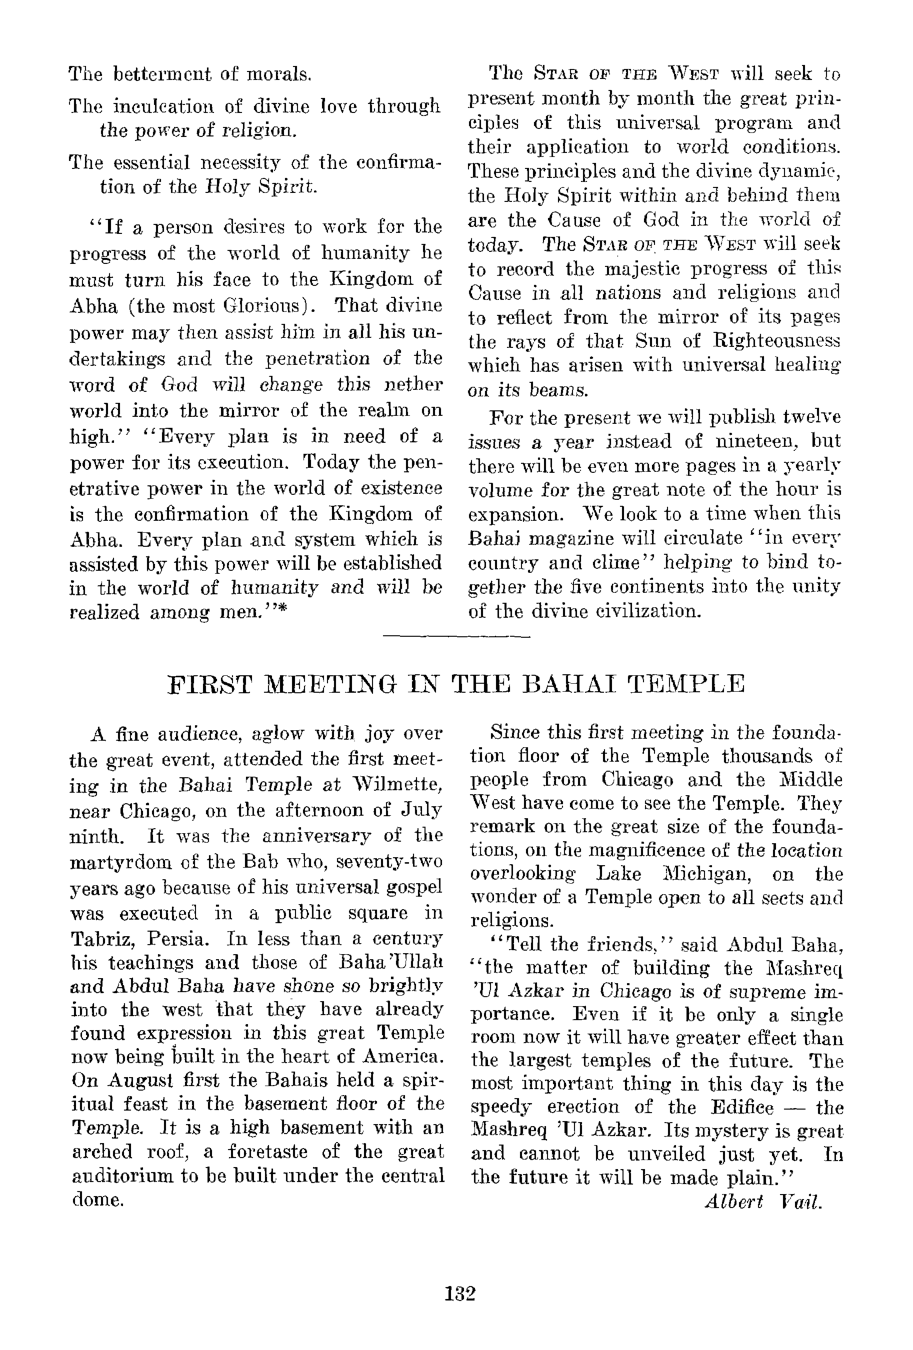 The betterment of morals.
The inculcation of divine love through
the power of religion.
The essential necessity of the confirma-
tion of the Holy Spirit.
“If a person desires to work for the
progress of the world of humanity he
must turn his face to the Kingdom of
Abha (the most Glorious). That divine
power may then assist him in all his un-
dertakings and the penetration of the
word of God will change this nether
world into the mirror of the realm on
high.” “Every plan is in need of a
power for its execution. Today the pen-
etrative power in the world of existence
is the confirmation of the Kingdom of
Abha. Every plan and system which is
assisted by this power will be established
in the world of humanity and will be
realized among men.”*
The STAR OF THE WEST will seek to
present month by month the great prin-
ciples of this universal program and
their application to world conditions.
These principles and the divine dynamic,
the Holy Spirit within and behind them
are the Cause of God in the world of
today. The STAR OF THE WEST will seek
to record the majestic progress of this
Cause in all nations and religions and
to reflect from the mirror of its pages
the rays of that Sun of Righteousness
which has arisen with universal healing
on its beams.
For the present we will publish twelve
issues a year instead of nineteen, but
there will be even more pages in a yearly
volume for the great note of the hour is
expansion. We look to a time when this
Bahai magazine will circulate “in every
country and clime” helping to bind to-
gether the five continents into the unity
of the divine civilization.
FIRST MEETING IN THE BAHAI TEMPLE
A fine audience, aglow with joy over
the great event, attended the first meet-
ing in the Bahai Temple at Wilmette,
near Chicago, on the afternoon of July
ninth. It was the anniversary of the
martyrdom of the Bab who, seventy-two
years ago because of his universal gospel
was executed in a public square in
Tabriz, Persia. In less than a century
his teachings and those of Baha’Ullah
and Abdul Baha have shone so brightly
into the west that they have already
found expression in this great Temple
now being built in the heart of America.
On August first the Bahais held a spir-
itual feast in the basement floor of the
Temple. It is a high basement with an
arched roof, a foretaste of the great
auditorium to be built under the central
dome.
Since this first meeting in the founda-
tion floor of the Temple thousands of
people from Chicago and the Middle
West have come to see the Temple. They
remark on the great size of the founda-
tions, on the magnificence of the location
overlooking Lake Michigan, on the
wonder of a Temple open to all sects and
religions.
“Tell the friends,” said Abdul Baha,
“the matter of building the Mashreq
’Ul Azkar in Chicago is of supreme im-
portance. Even if it be only a single
room now it will have greater effect than
the largest temples of the future. The
most important thing in this day is the
speedy erection of the Edifice — the
Mashreq ’Ul Azkar. Its mystery is great
and cannot be unveiled just yet. In
the future it will be made plain.”
Albert Vail.
132